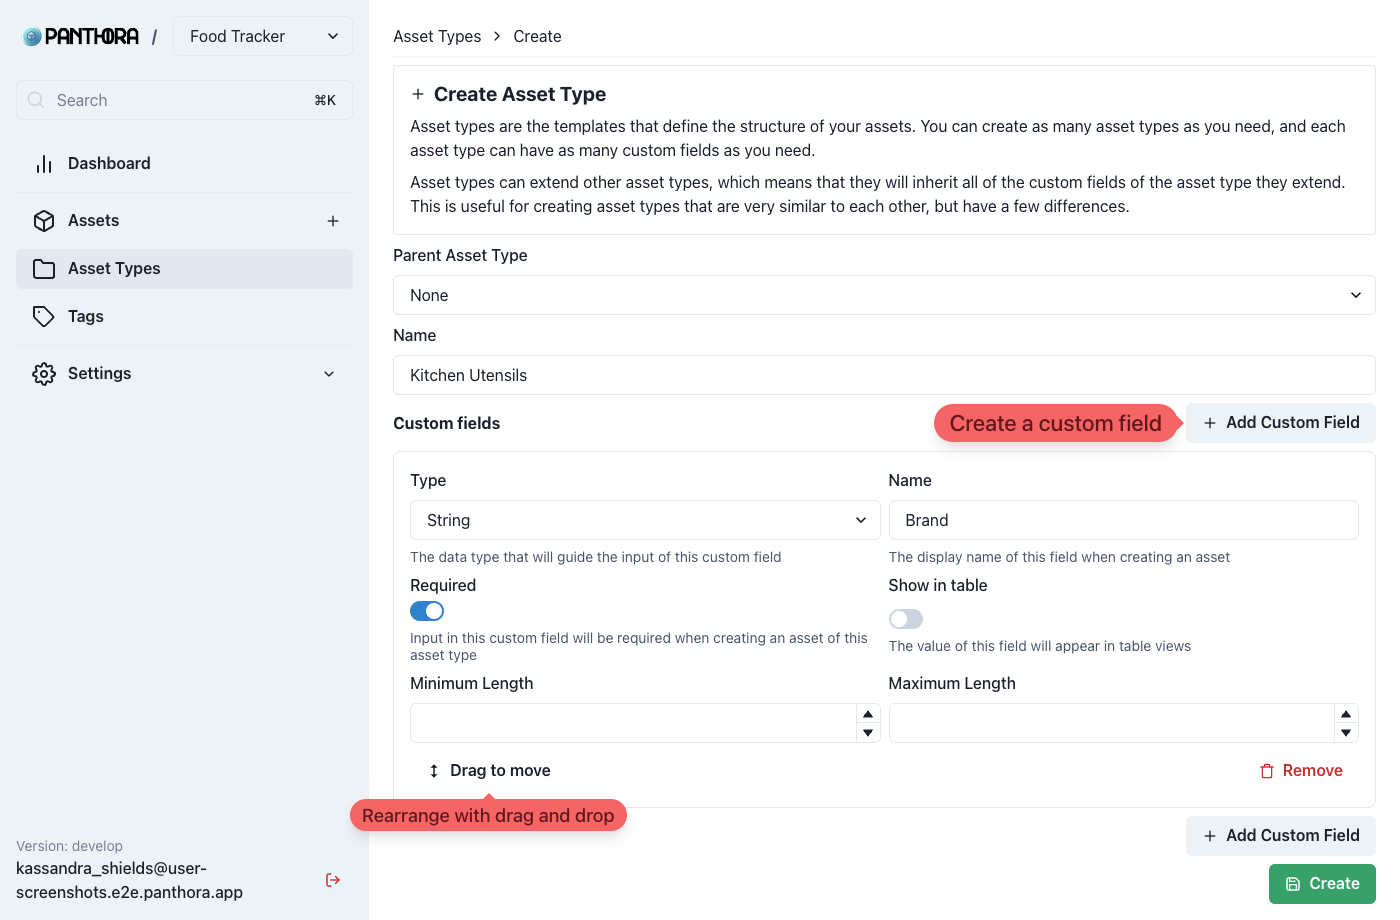 PANTHORA / Food Tracker
Search ⌘K
Dashboard
Assets
Asset Types
Tags
Settings
Version: develop
kassandra_shields@user-
screenshots.e2e.panthora.app
Asset Types > Create
Create Asset Type
Asset types are the templates that define the structure of your assets. You can create as many asset types as you need, and each
asset type can have as many custom fields as you need.
Asset types can extend other asset types, which means that they will inherit all of the custom fields of the asset type they extend.
This is useful for creating asset types that are very similar to each other, but have a few differences.
Parent Asset Type
None
Name
Kitchen Utensils
Custom fields
Create a custom field
Add Custom Field
Type
Name
String
Brand
The data type that will guide the input of this custom field
The display name of this field when creating an asset
Required
Show in table
Input in this custom field will be required when creating an asset of this
asset type
The value of this field will appear in table views
Minimum Length
Maximum Length
Drag to move
Remove
Rearrange with drag and drop
Add Custom Field
Create